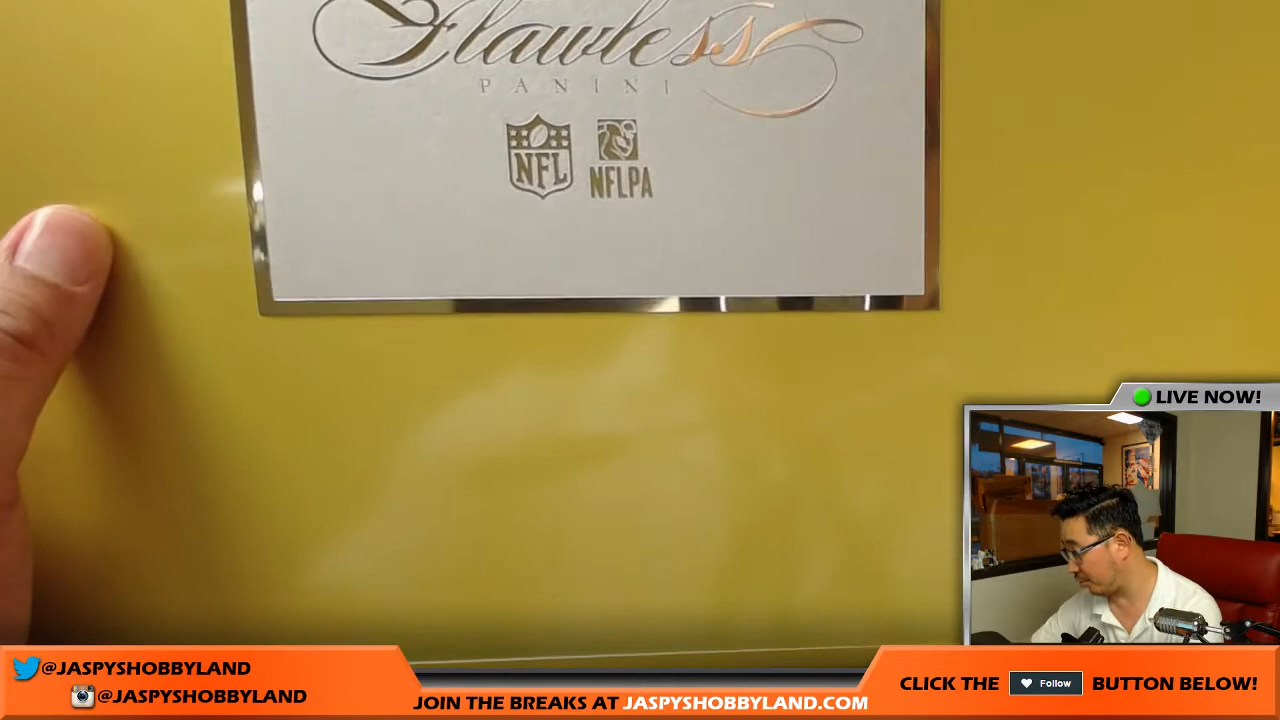 Flawless
PANINI
NFL
NFLPA
LIVE NOW!
@JASPYSHOBBYLAND
@JASPYSHOBBYLAND
JOIN THE BREAKS AT JASPYSHOBBYLAND.COM
CLICK THE Follow BUTTON BELOW!